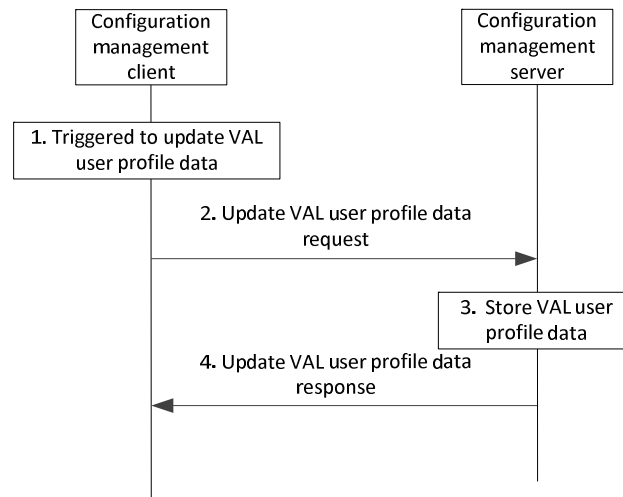 Configuration
management
client
Configuration
management
server
1. Triggered to update VAL
user profile data
2. Update VAL user profile data
request
3. Store VAL user
profile data
4. Update VAL user profile data
response